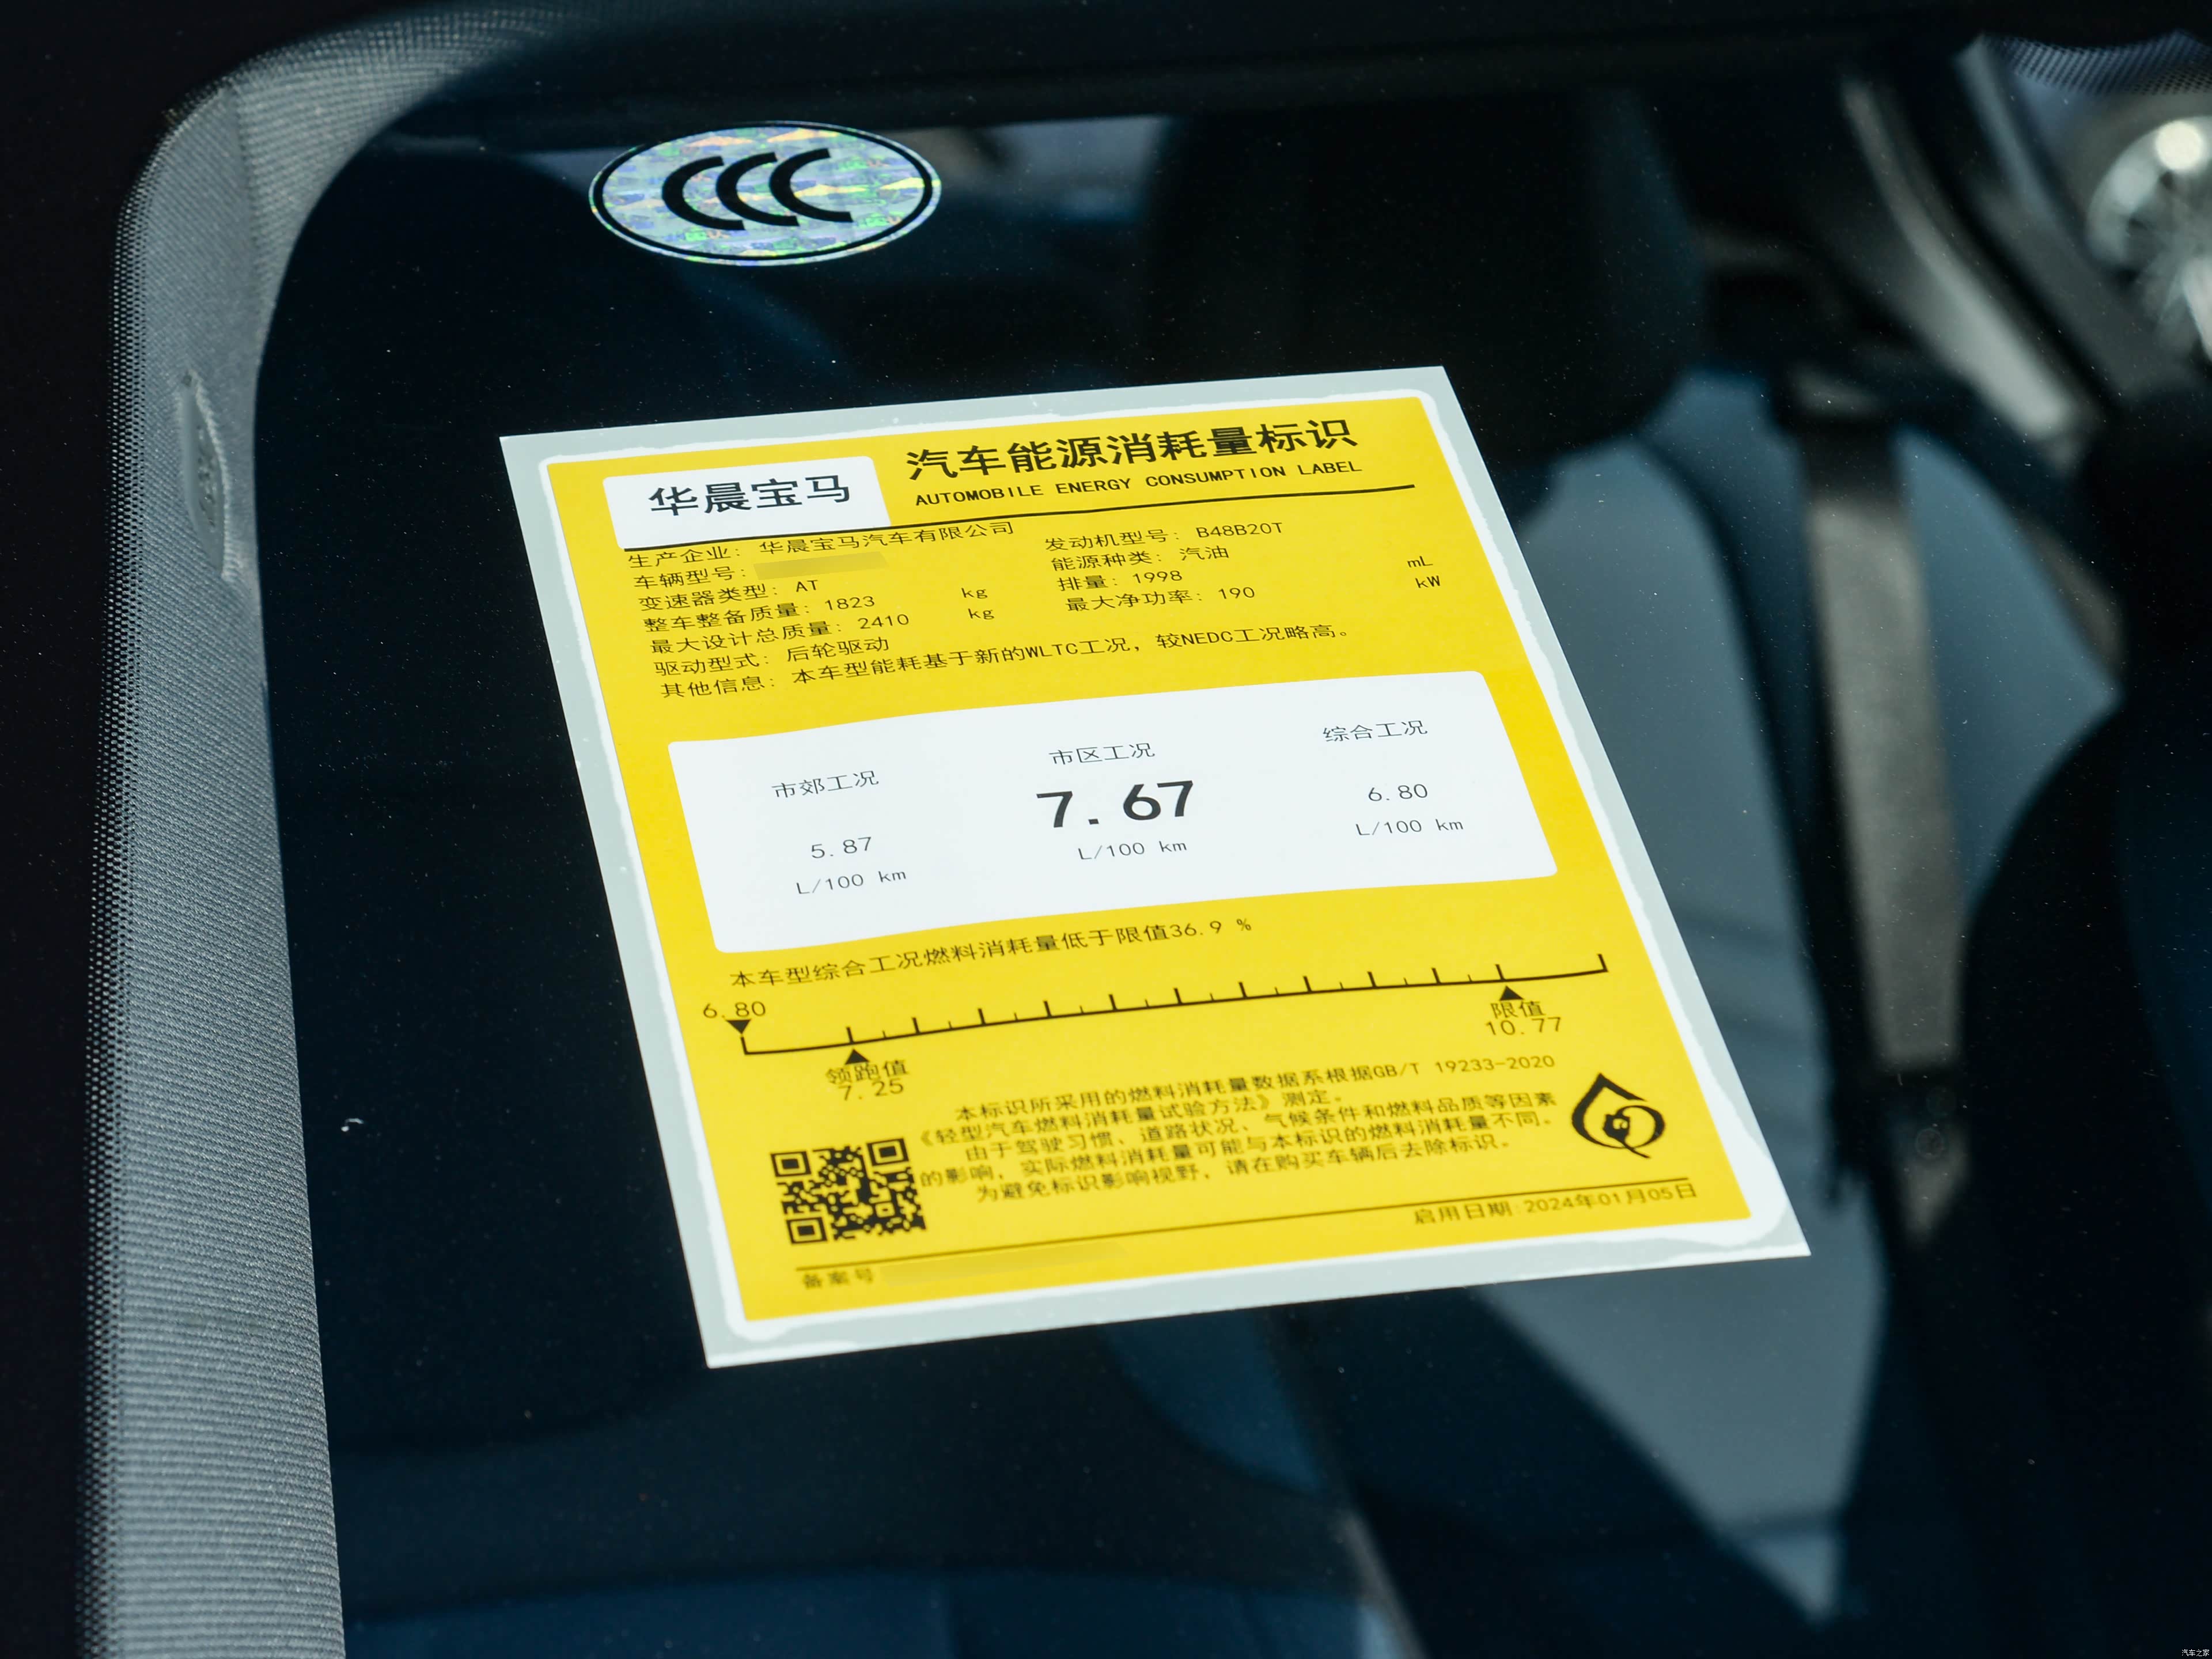 CCC
华晨宝马
汽车能源消耗量标识
AUTOMOBILE ENERGY CONSUMPTION LABEL
生产企业: 华晨宝马汽车有限公司
车辆型号:
变速器类型: AT
整车整备质量: 1823 kg
最大设计总质量: 2410 kg
驱动型式: 后轮驱动
发动机型号: B48B20T
能源种类: 汽油
排量: 1998 mL
最大净功率: 190 kW
其他信息: 本车型能耗基于新的WLTC工况, 较NEDC工况略高。
市郊工况
5.87
L/100 km
市区工况
7.67
L/100 km
综合工况
6.80
L/100 km
本车型综合工况燃料消耗量低于限值36.9 %
6.80
领跑值
7.25
限值
10.77
本标识所采用的燃料消耗量数据系根据GB/T 19233-2020
《轻型汽车燃料消耗量试验方法》测定。
由于驾驶习惯、道路状况、气候条件和燃料品质等因素
的影响, 实际燃料消耗量可能与本标识的燃料消耗量不同。
为避免标识影响视野, 请在购买车辆后去除标识。
启用日期:2024年01月05日
备案号
汽车之家